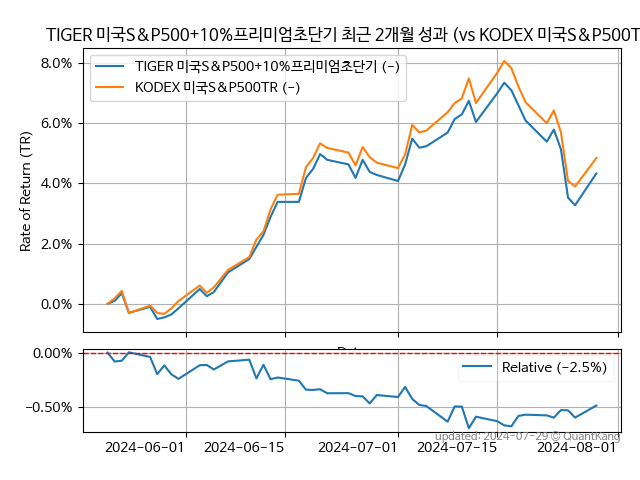 TIGER 미국S&P500+10%프리미엄초단기 최근 2개월 성과 (vs KODEX 미국S&P500T
8.0%
6.0%
4.0%
2.0%
0.0%
Rate of Return (TR)
TIGER 미국S&P500+10%프리미엄초단기 (-)
KODEX 미국S&P500TR (-)
0.00%
-0.50%
Relative (-2.5%)
updated: 2024-07-29 © QuantKang
2024-06-01
2024-06-15
2024-07-01
2024-07-15
2024-08-01